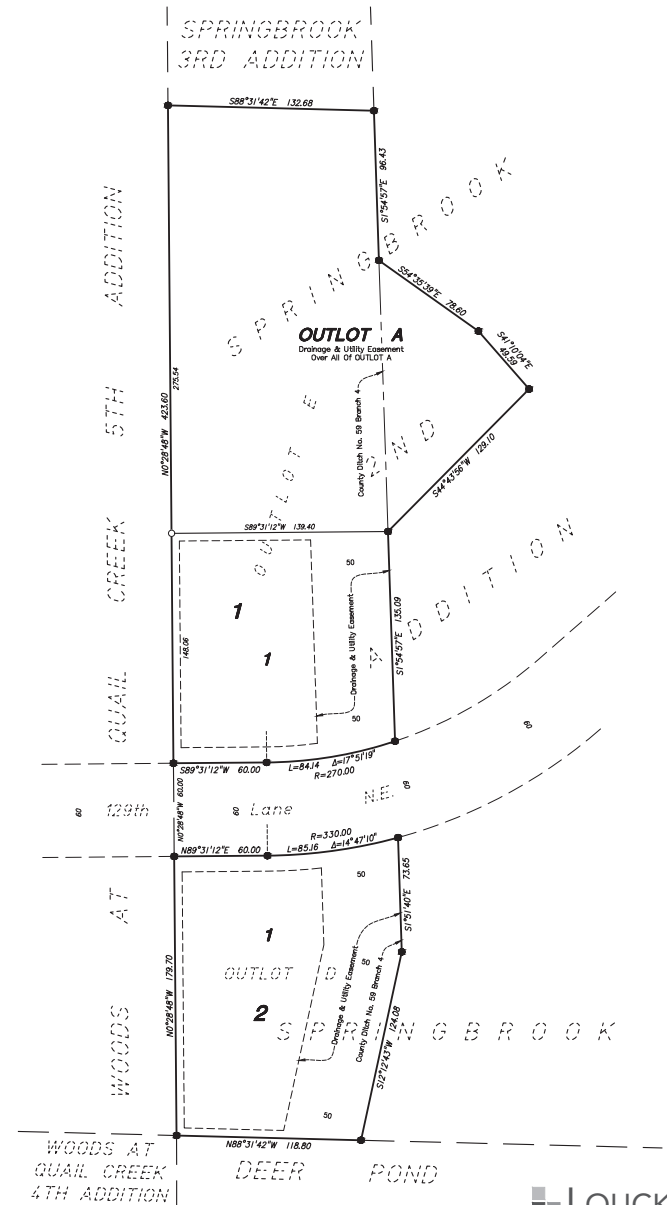 SPRINGBROOK
3RD ADDITION
S88°31'42"E 132.68
S1°54'57"E 96.43
SPRINGBROOK
S54°35'39"E 78.60
S41°10'04"E
49.59
OUTLOT A
Drainage & Utility Easement
Over All Of OUTLOT A
County Ditch No. 59 Branch 4
2ND
OUTLOT E
S44°43'56"W 129.10
N0°28'48"W 423.60
275.54
S89°31'12"W 139.40
50
ADDITION
1
1
148.06
Drainage & Utility Easement
S1°54'57"E 135.09
50
S89°31'12"W 60.00
L=84.14 Δ=17°51'19"
R=270.00
60
60
129th
N0°28'48"W 60.00
60
Lane
N.E.
60
R=330.00
N89°31'12"E 60.00
L=85.16 Δ=14°47'10"
50
S1°51'40"E 73.65
1
Drainage & Utility Easement
County Ditch No. 59 Branch 4
50
OUTLOT D
2
N0°28'48"W 179.70
SPRINGBROOK
S12°12'43"W 124.08
50
N88°31'42"W 118.80
WOODS AT QUAIL CREEK 5TH ADDITION
WOODS AT
QUAIL CREEK
4TH ADDITION
DEER POND
LOUCK